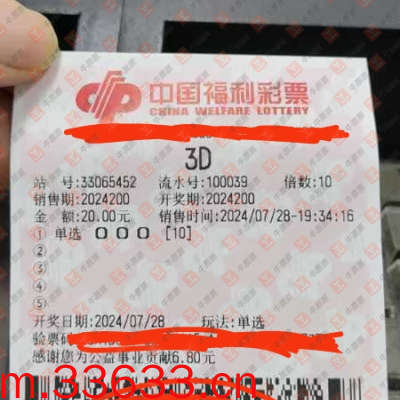 中国福利彩票
CHINA WELFARE LOTTERY
3D
站 号:33065452 流水号:100039 倍数:10
销售期:2024200 开奖期:2024200
金 额:20.00元 销售时间:2024/07/28-19:34:16
① 单选 0 0 0 [10]
②
③
④
⑤
开奖日期:2024/07/28 玩法:单选
验票码
感谢您为公益事业贡献6.80元
m.33633.cn